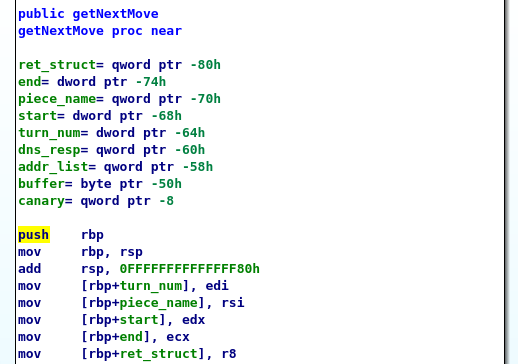 public getNextMove
getNextMove proc near
ret_struct= qword ptr -80h
end= dword ptr -74h
piece_name= qword ptr -70h
start= dword ptr -68h
turn_num= dword ptr -64h
dns_resp= qword ptr -60h
addr_list= qword ptr -58h
buffer= byte ptr -50h
canary= qword ptr -8
push    rbp
mov     rbp, rsp
add     rsp, 0FFFFFFFFFFFFFF80h
mov     [rbp+turn_num], edi
mov     [rbp+piece_name], rsi
mov     [rbp+start], edx
mov     [rbp+end], ecx
mov     [rbp+ret_struct], r8